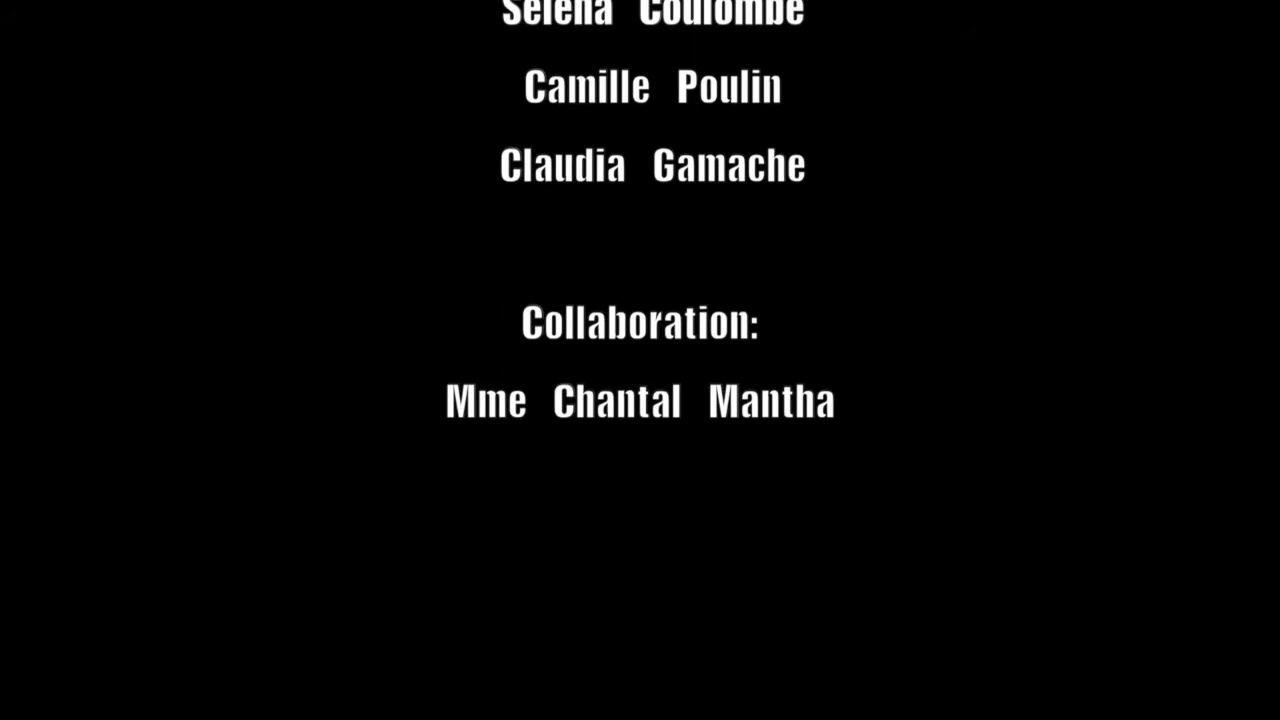 Selena Coulombe
Camille Poulin
Claudia Gamache
Collaboration:
Mme Chantal Mantha